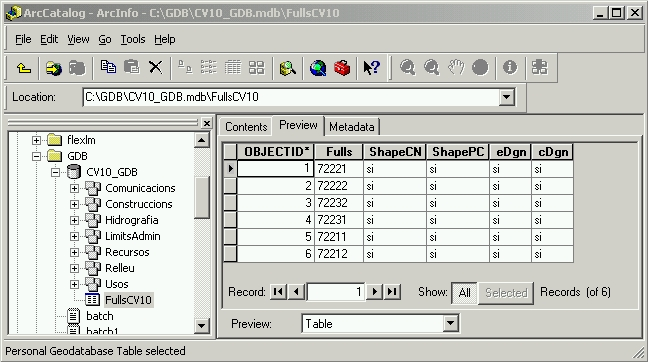 ArcCatalog - ArcInfo - C:\GDB\CV10_GDB.mdb\FullsCV10
File Edit View Go Tools Help
Location: C:\GDB\CV10_GDB.mdb\FullsCV10
flexlm
GDB
CV10_GDB
Comunicacions
Construccions
Hidrografia
LimitsAdmin
Recursos
Relleu
Usos
FullsCV10
batch
batch1
Contents Preview Metadata
OBJECTID* Fulls ShapeCN ShapePC eDgn cDgn
1 72221 si si si si
2 72222 si si si si
3 72232 si si si si
4 72231 si si si si
5 72211 si si si si
6 72212 si si si si
Record: 1 Show: All Selected Records (of 6)
Preview: Table
Personal Geodatabase Table selected